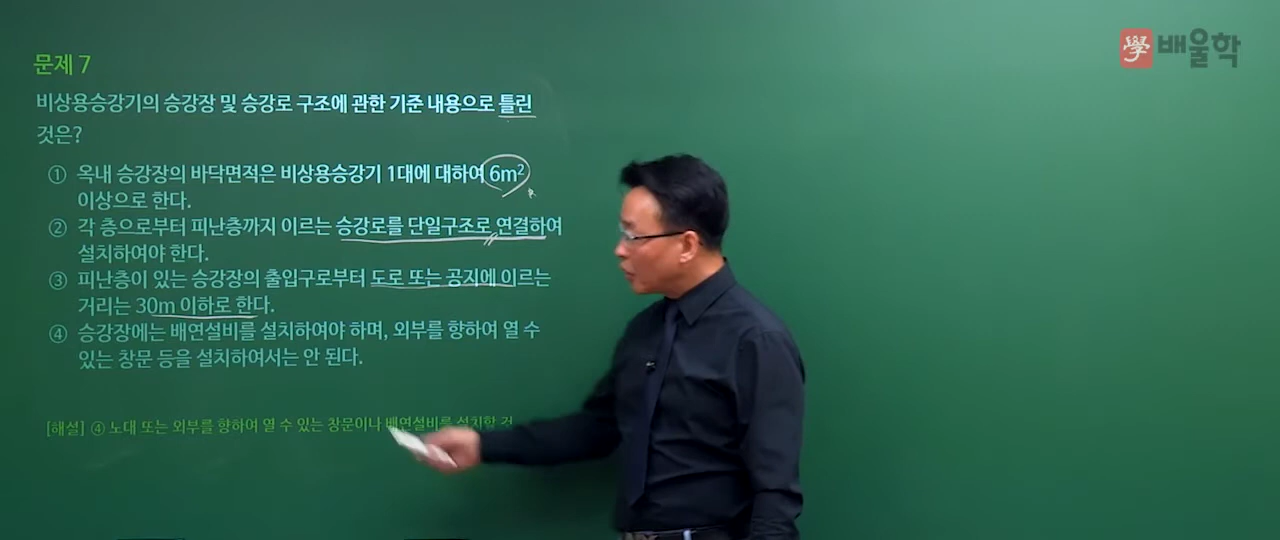 學 배울학
문제 7
비상용승강기의 승강장 및 승강로 구조에 관한 기준 내용으로 틀린
것은?
① 옥내 승강장의 바닥면적은 비상용승강기 1대에 대하여 6m²
이상으로 한다.
② 각 층으로부터 피난층까지 이르는 승강로를 단일구조로 연결하여
설치하여야 한다.
③ 피난층이 있는 승강장의 출입구로부터 도로 또는 공지에 이르는
거리는 30m 이하로 한다.
④ 승강장에는 배연설비를 설치하여야 하며, 외부를 향하여 열 수
있는 창문 등을 설치하여서는 안 된다.
[해설] ④ 노대 또는 외부를 향하여 열 수 있는 창문이나 배연설비를 설치할 것